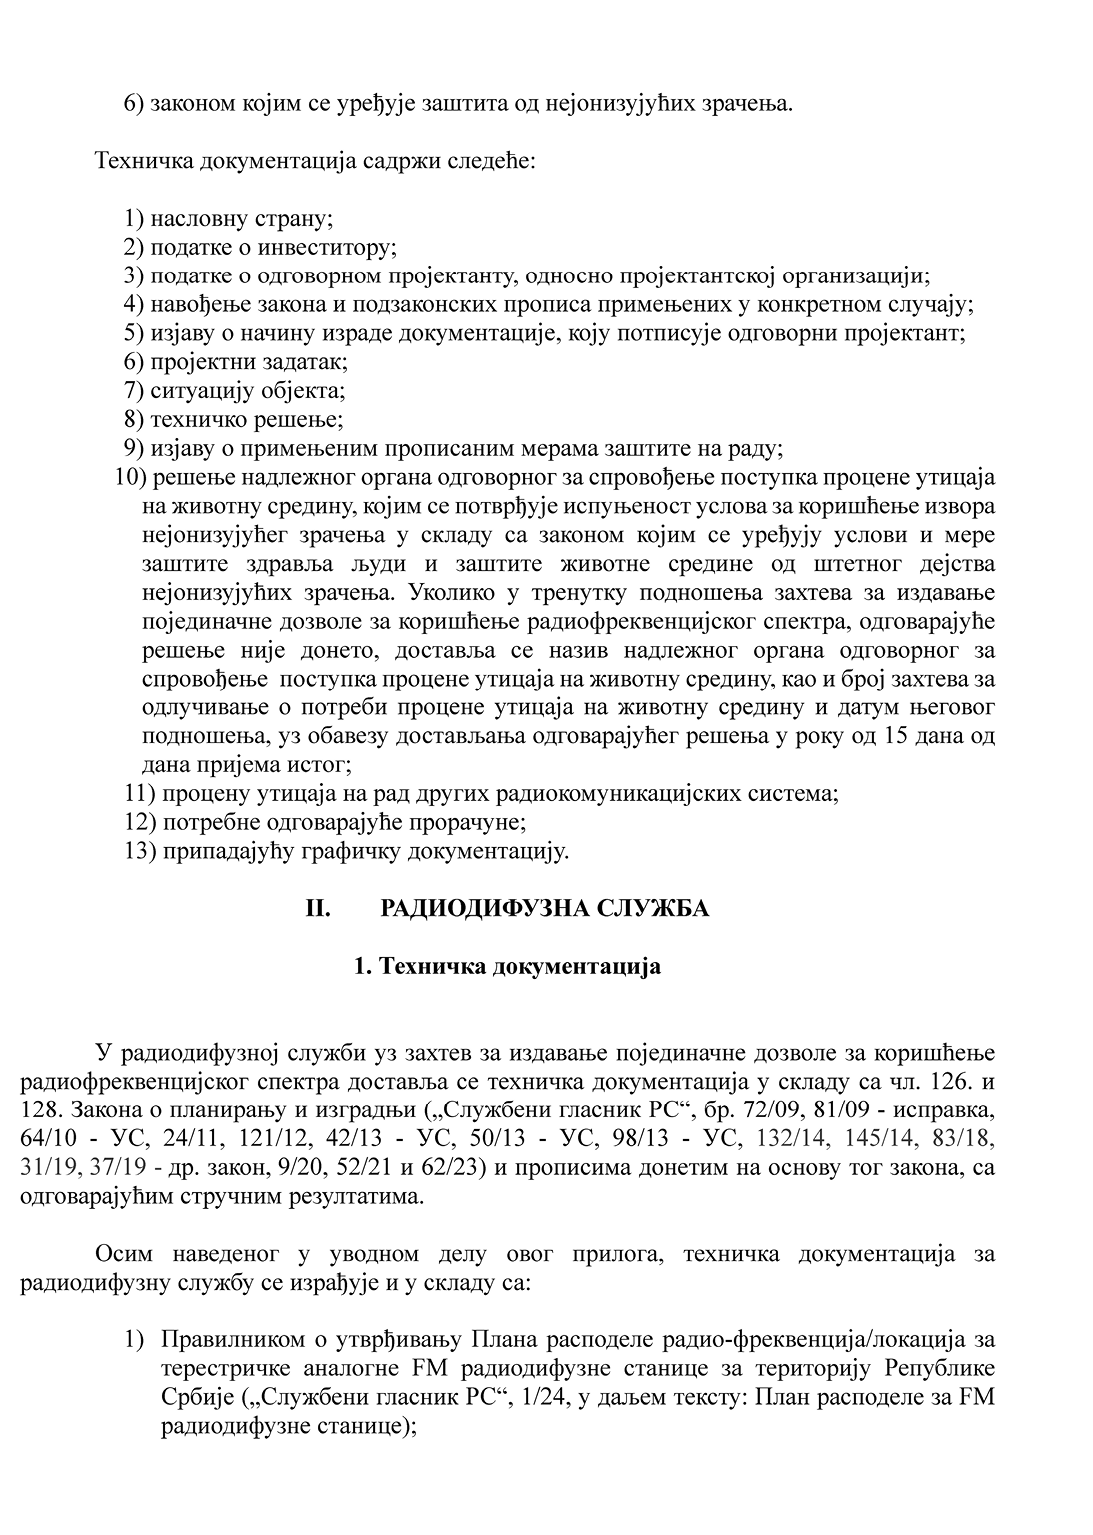 6) законом којим се уређује заштита од нејонизујућих зрачења.
Техничка документација садржи следеће:
1) насловну страну;
2) податке о инвеститору;
3) податке о одговорном пројектанту, односно пројектантској организацији;
4) навођење закона и подзаконских прописа примењених у конкретном случају;
5) изјаву о начину израде документације, коју потписује одговорни пројектант;
6) пројектни задатак;
7) ситуацију објекта;
8) техничко решење;
9) изјаву о примењеним прописаним мерама заштите на раду;
10) решење надлежног органа одговорног за спровођење поступка процене утицаја
на животну средину, којим се потврђује испуњеност услова за коришћење извора
нејонизујућег зрачења у складу са законом којим се уређују услови и мере
заштите здравља људи и заштите животне средине од штетног дејства
нејонизујућих зрачења. Уколико у тренутку подношења захтева за издавање
појединачне дозволе за коришћење радиофреквенцијског спектра, одговарајуће
решење није донето, доставља се назив надлежног органа одговорног за
спровођење поступка процене утицаја на животну средину, као и број захтева за
одлучивање о потреби процене утицаја на животну средину и датум његовог
подношења, уз обавезу достављања одговарајућег решења у року од 15 дана од
дана пријема истог;
11) процену утицаја на рад других радиокомуникацијских система;
12) потребне одговарајуће прорачуне;
13) припадајућу графичку документацију.
II. РАДИОДИФУЗНА СЛУЖБА
1. Техничка документација
У радиодифузној служби уз захтев за издавање појединачне дозволе за коришћење
радиофреквенцијског спектра доставља се техничка документација у складу са чл. 126. и
128. Закона о планирању и изградњи („Службени гласник РС“, бр. 72/09, 81/09 - исправка,
64/10 - УС, 24/11, 121/12, 42/13 - УС, 50/13 - УС, 98/13 - УС, 132/14, 145/14, 83/18,
31/19, 37/19 - др. закон, 9/20, 52/21 и 62/23) и прописима донетим на основу тог закона, са
одговарајућим стручним резултатима.
Осим наведеног у уводном делу овог прилога, техничка документација за
радиодифузну службу се израђује и у складу са:
1) Правилником о утврђивању Плана расподеле радио-фреквенција/локација за
терестричке аналогне FM радиодифузне станице за територију Републике
Србије („Службени гласник РС“, 1/24, у даљем тексту: План расподеле за FM
радиодифузне станице);